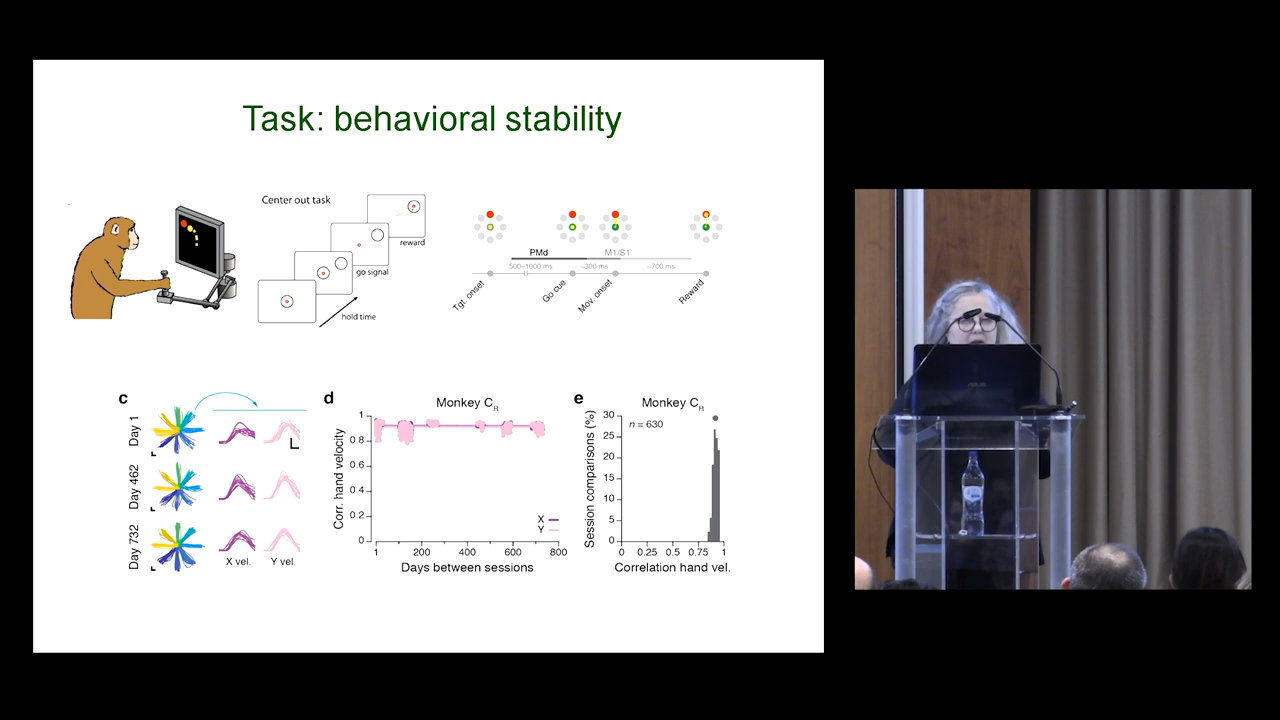 Task: behavioral stability
Center out task
reward
go signal
hold time
PMd
M1/S1
500-1000 ms
~300 ms
~700 ms
Tgt. onset
Go cue
Mov. onset
Reward
c
Day 1
Day 462
Day 732
X vel.
Y vel.
d
Monkey CR
Corr. hand velocity
1
0.8
0.6
0.4
0.2
0
X
Y
1
200
400
600
800
Days between sessions
e
Monkey CR
n = 630
Session comparisons (%)
30
25
20
15
10
5
0
0
0.25
0.5
0.75
1
Correlation hand vel.
ASUS